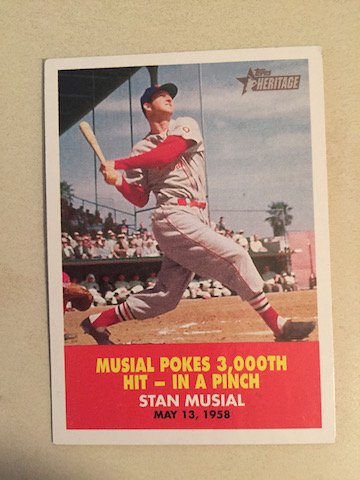 Topps
HERITAGE
MUSIAL POKES 3,000TH
HIT – IN A PINCH
STAN MUSIAL
MAY 13, 1958